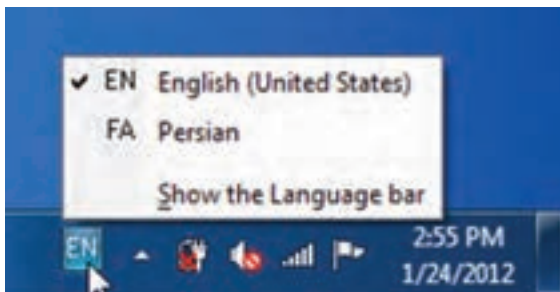 ✔ EN English (United States)
FA Persian
Show the Language bar
EN
2:55 PM
1/24/2012